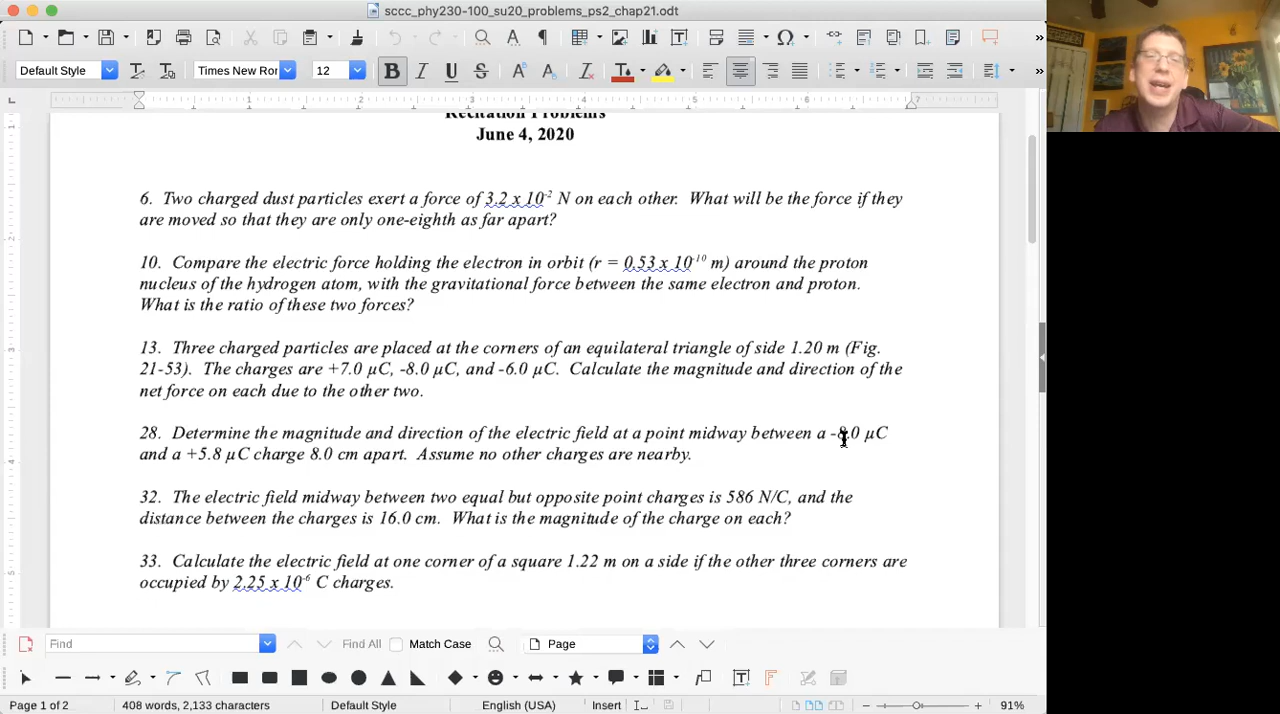 sccc_phy230-100_su20_problems_ps2_chap21.odt
Default Style
Times New Ror
12
Recitation Problems
June 4, 2020
6. Two charged dust particles exert a force of 3.2 x 10⁻² N on each other. What will be the force if they
are moved so that they are only one-eighth as far apart?
10. Compare the electric force holding the electron in orbit (r = 0.53 x 10⁻¹⁰ m) around the proton
nucleus of the hydrogen atom, with the gravitational force between the same electron and proton.
What is the ratio of these two forces?
13. Three charged particles are placed at the corners of an equilateral triangle of side 1.20 m (Fig.
21-53). The charges are +7.0 µC, -8.0 µC, and -6.0 µC. Calculate the magnitude and direction of the
net force on each due to the other two.
28. Determine the magnitude and direction of the electric field at a point midway between a -8.0 µC
and a +5.8 µC charge 8.0 cm apart. Assume no other charges are nearby.
32. The electric field midway between two equal but opposite point charges is 586 N/C, and the
distance between the charges is 16.0 cm. What is the magnitude of the charge on each?
33. Calculate the electric field at one corner of a square 1.22 m on a side if the other three corners are
occupied by 2.25 x 10⁻⁶ C charges.
Find
Find All
Match Case
Page
Page 1 of 2
408 words, 2,133 characters
Default Style
English (USA)
Insert
91%